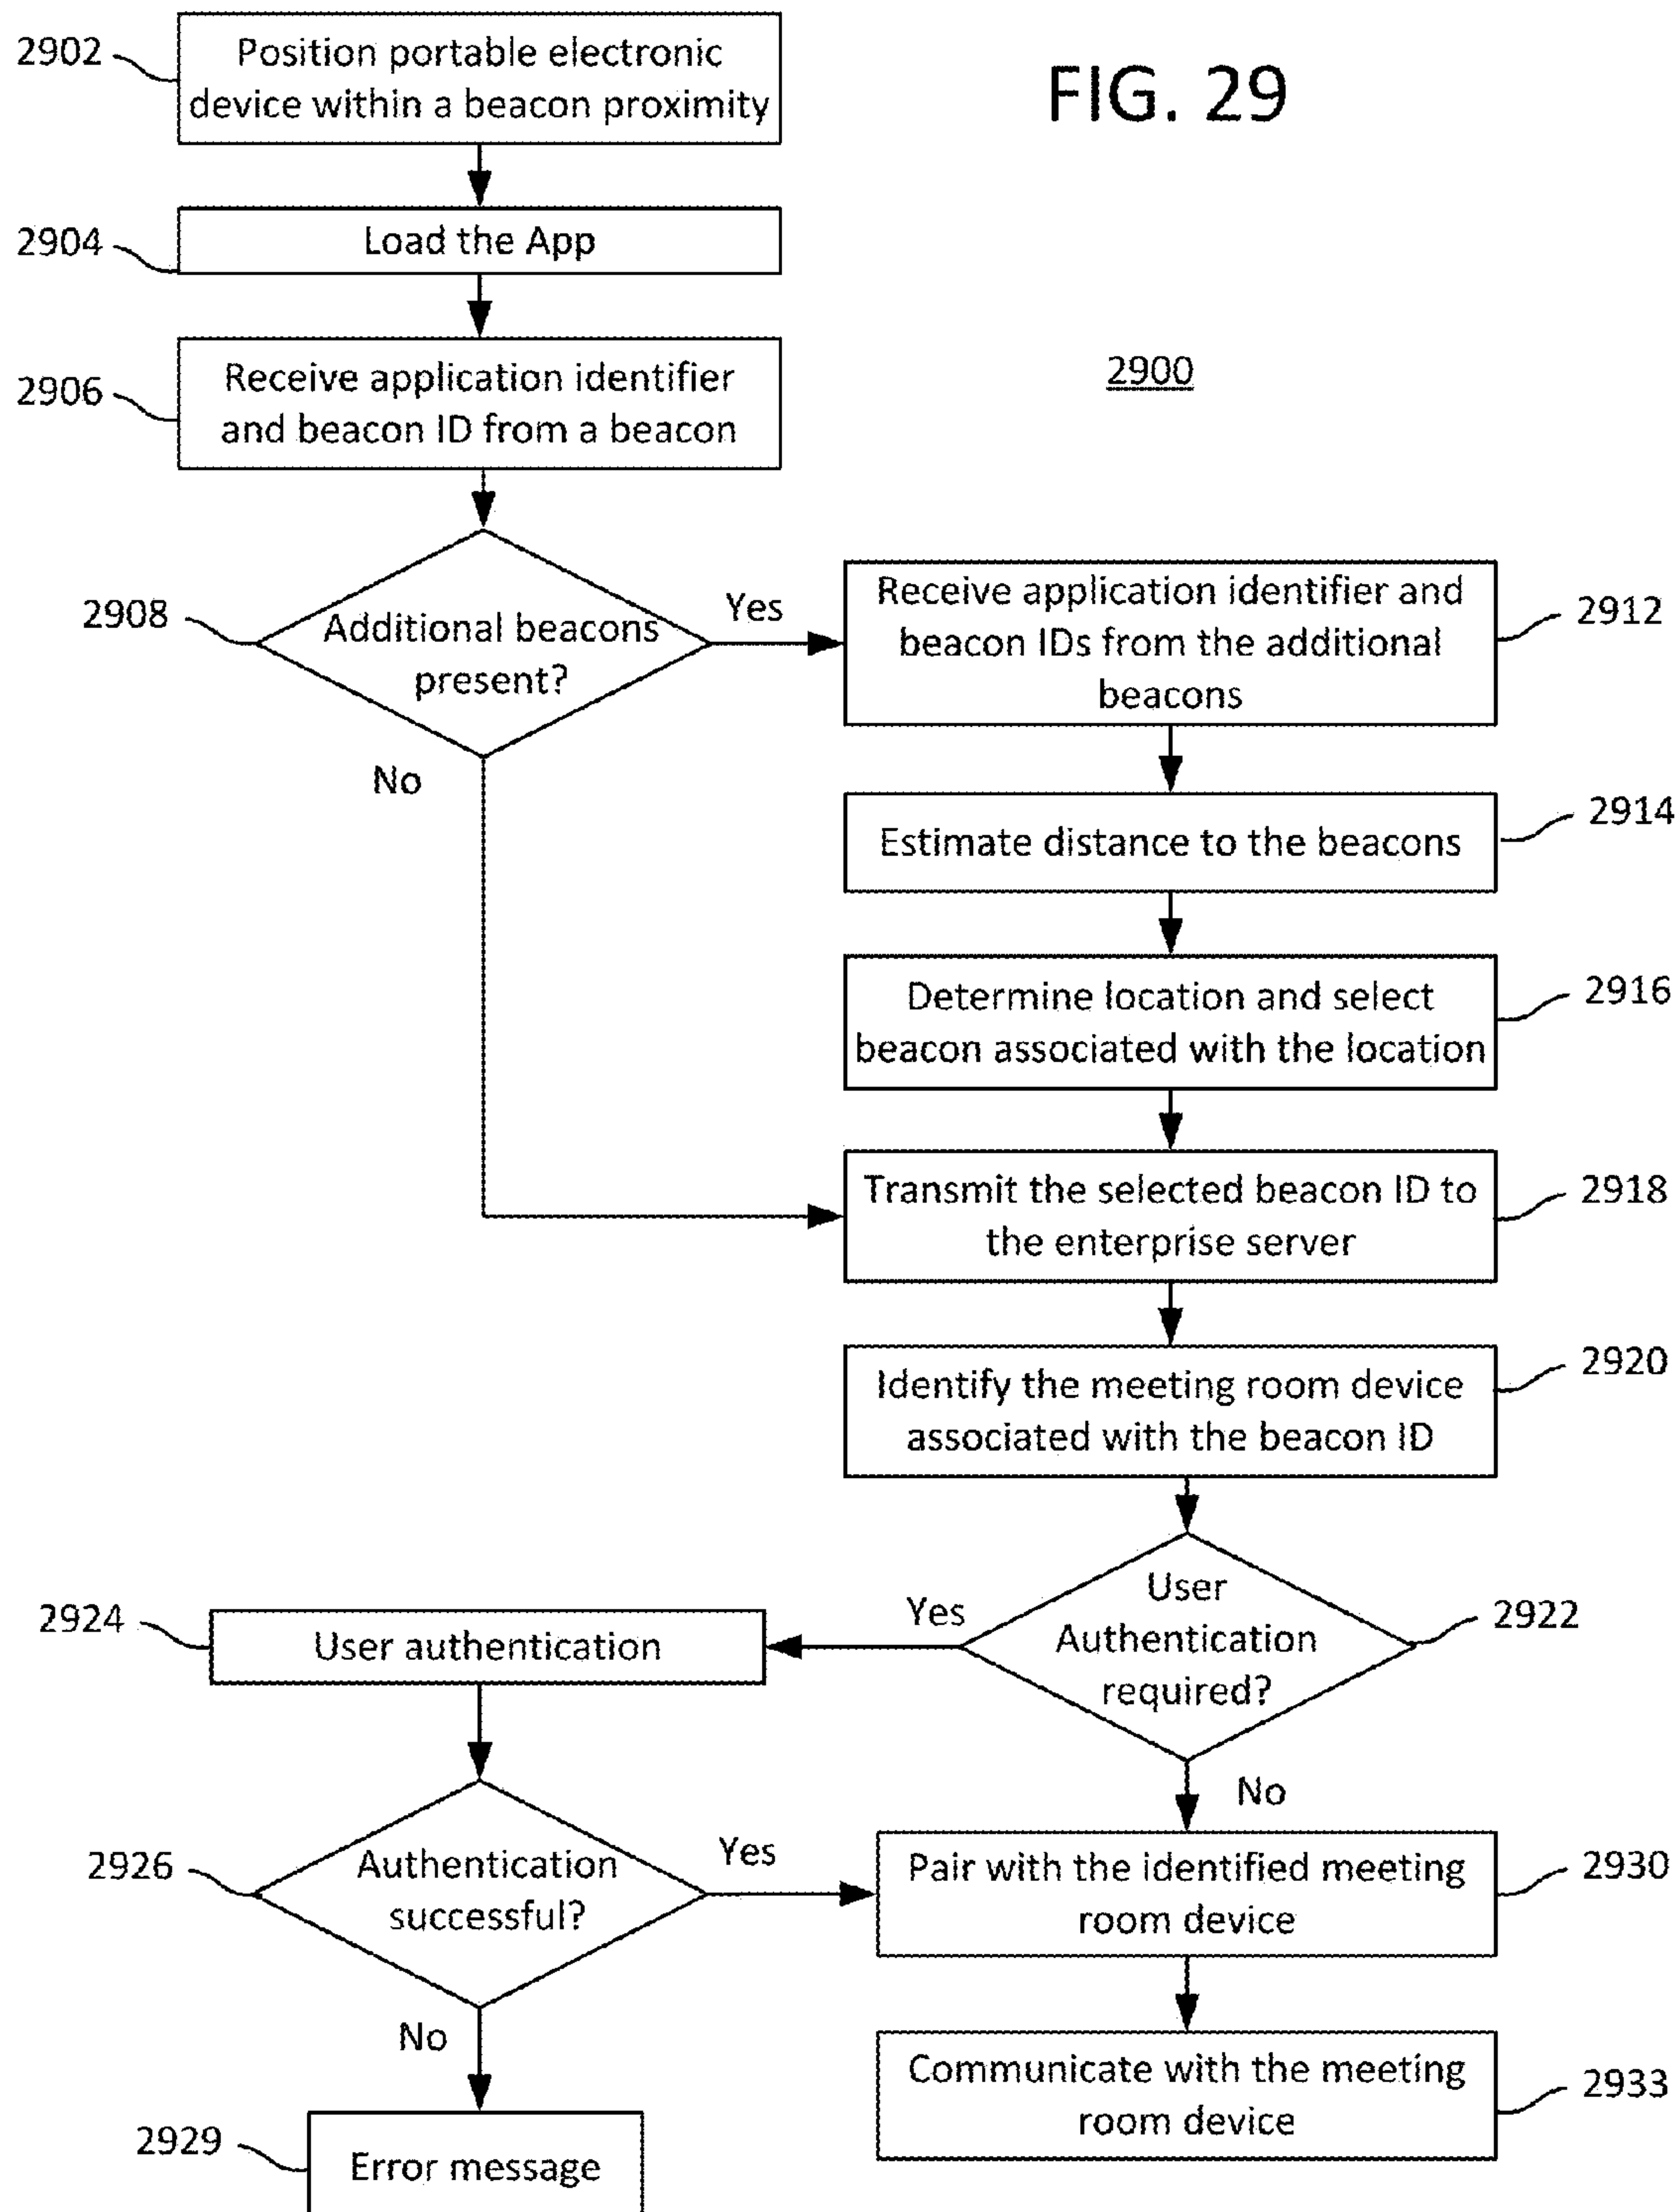 2902
Position portable electronic
device within a beacon proximity
FIG. 29
2904
Load the App
2906
Receive application identifier
and beacon ID from a beacon
2900
2908
Additional beacons
present?
Yes
No
Receive application identifier and
beacon IDs from the additional
beacons
2912
Estimate distance to the beacons
2914
Determine location and select
beacon associated with the location
2916
Transmit the selected beacon ID to
the enterprise server
2918
Identify the meeting room device
associated with the beacon ID
2920
User
Authentication
required?
2922
Yes
No
2924
User authentication
2926
Authentication
successful?
Yes
No
Pair with the identified meeting
room device
2930
Communicate with the meeting
room device
2933
2929
Error message